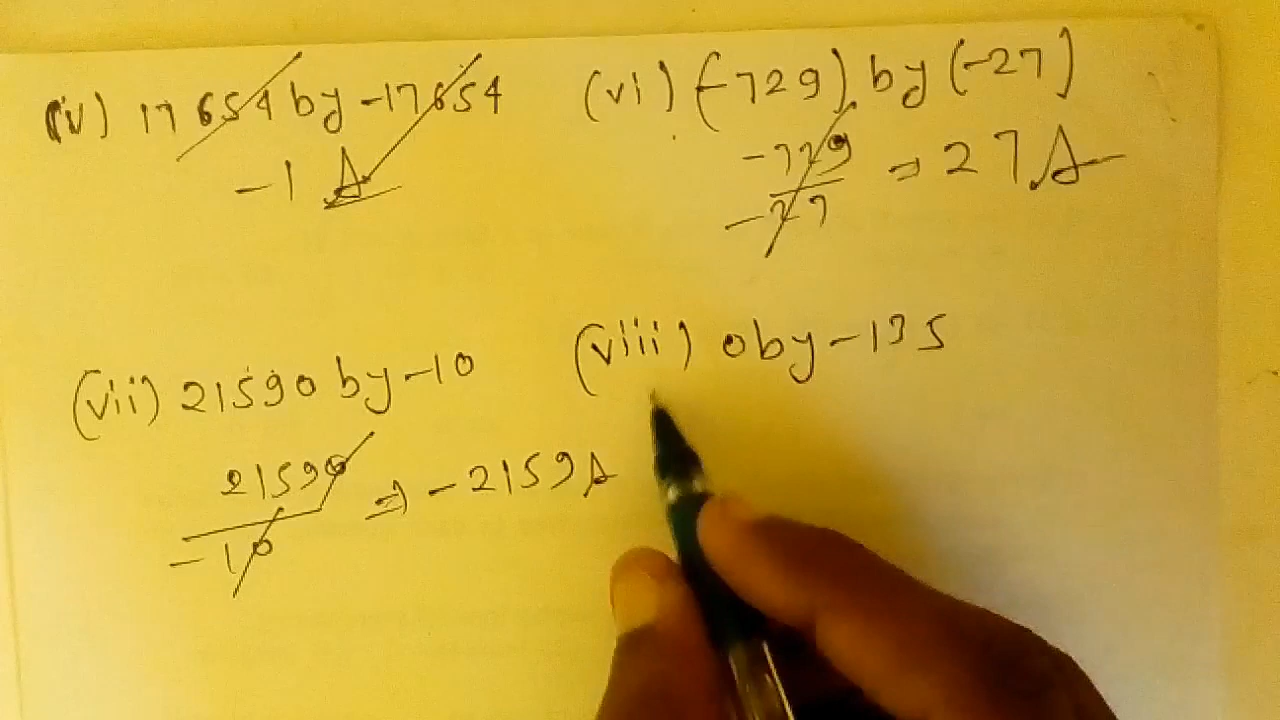 (iv) 17654 by -17654
-1 A
(vi) (-729) by (-27)
-729
-27
⇒ 27 A
(vii) 21590 by -10
21590
-10
⇒ -2159 A
(viii) 0 by -135